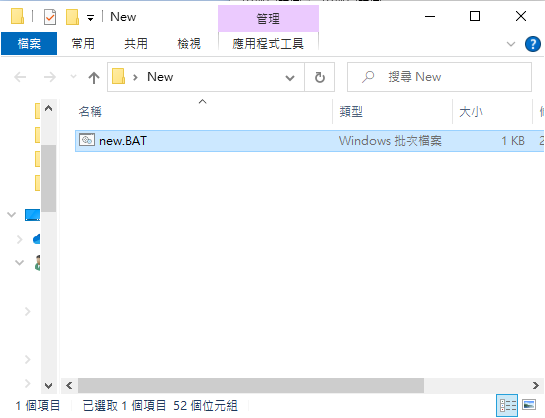 New
管理
檔案
常用
共用
檢視
應用程式工具
New
搜尋 New
名稱
類型
大小
new.BAT
Windows 批次檔案
1 KB
1 個項目
已選取 1 個項目 52 個位元組